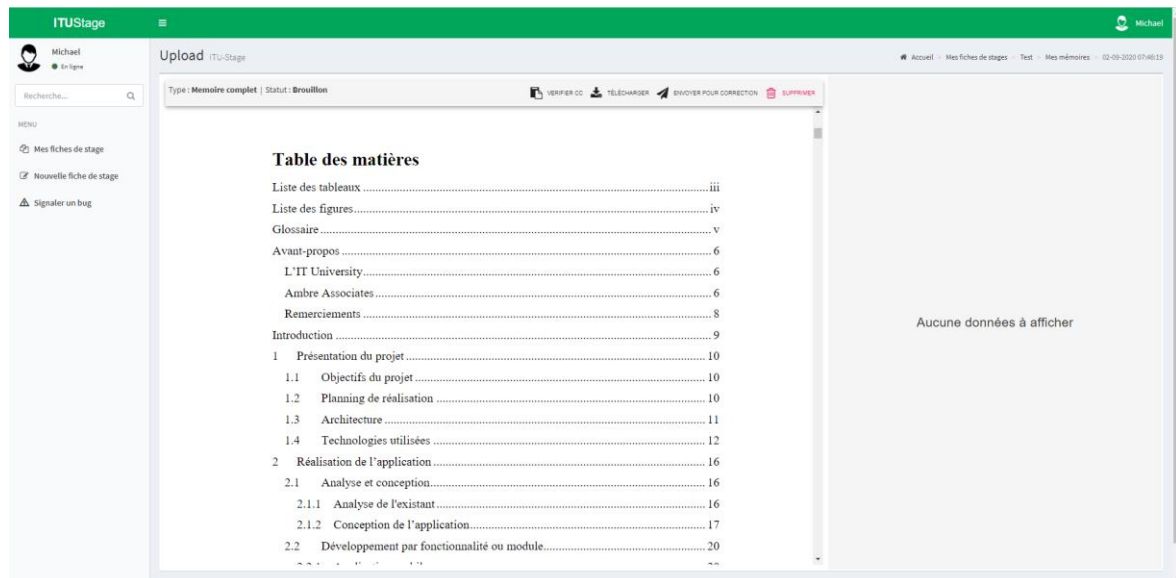 ITUStage
Michael
Michael
En ligne
Upload ITU-Stage
Accueil > Mes fiches de stages > Test > Mes mémoires > 02-09-2020 07:46:19
Recherche...
Type : Memoire complet | Statut : Brouillon
VERIFIER CC TÉLÉCHARGER ENVOYER POUR CORRECTION SUPPRIMER
MENU
Mes fiches de stage
Nouvelle fiche de stage
Signaler un bug
Table des matières
Liste des tableaux ........ iii
Liste des figures ........ iv
Glossaire ........ v
Avant-propos ........ 6
L'IT University ........ 6
Ambre Associates ........ 6
Remerciements ........ 8
Introduction ........ 9
1 Présentation du projet ........ 10
1.1 Objectifs du projet ........ 10
1.2 Planning de réalisation ........ 10
1.3 Architecture ........ 11
1.4 Technologies utilisées ........ 12
2 Réalisation de l'application ........ 16
2.1 Analyse et conception ........ 16
2.1.1 Analyse de l'existant ........ 16
2.1.2 Conception de l'application ........ 17
2.2 Développement par fonctionnalité ou module ........ 20
Aucune données à afficher